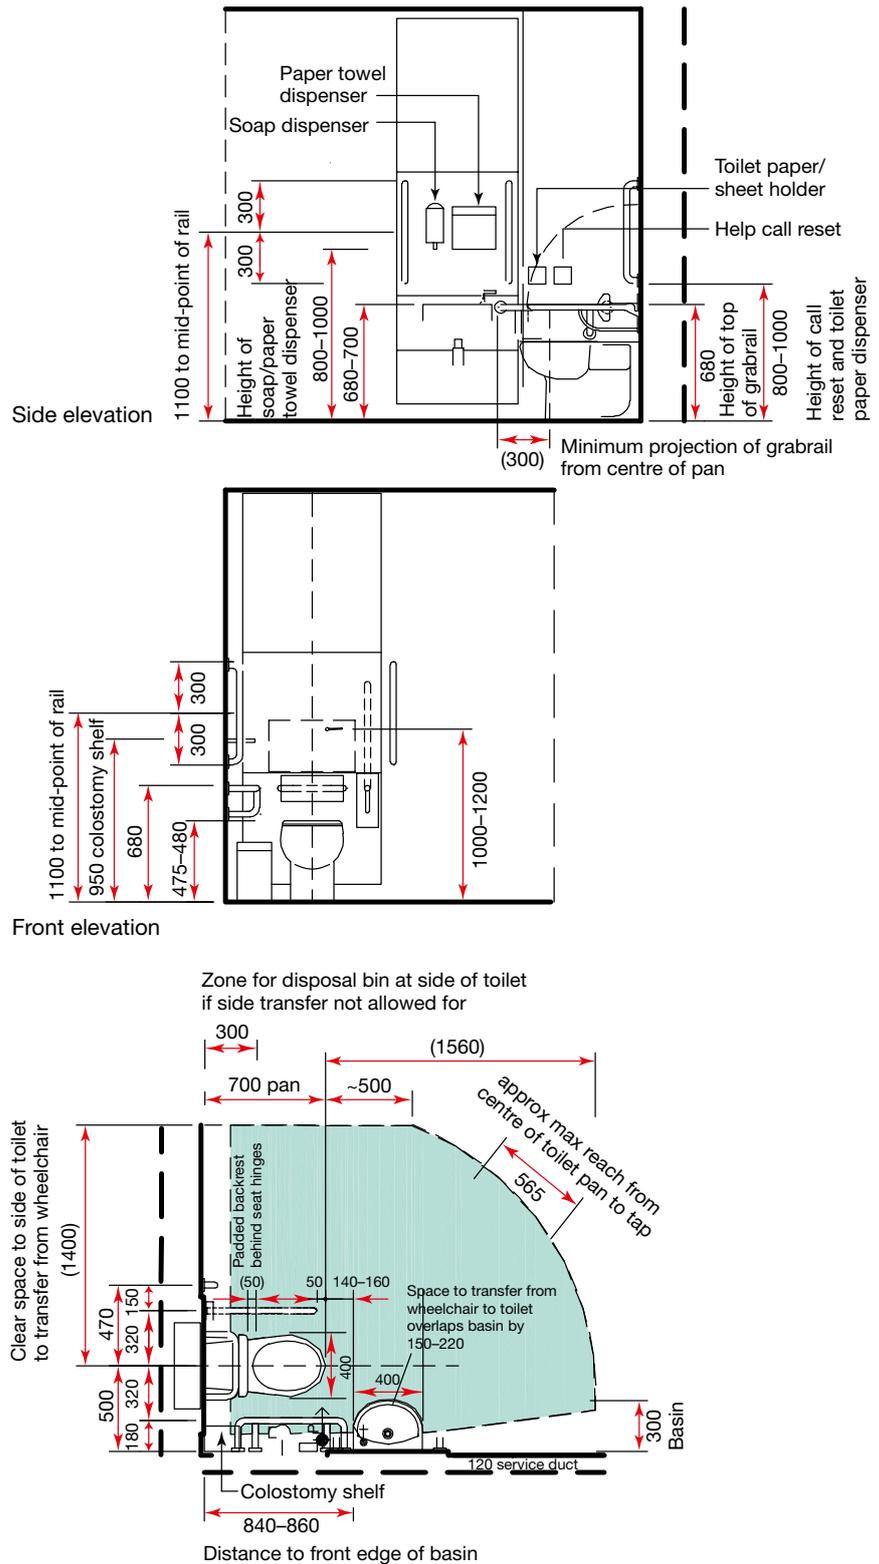 Paper towel
dispenser
Soap dispenser
Toilet paper/
sheet holder
Help call reset
300
300
1100 to mid-point of rail
Height of
soap/paper
towel dispenser
800–1000
680–700
680
Height of top
of grabrail
800–1000
Height of call
reset and toilet
paper dispenser
Side elevation
(300)
Minimum projection of grabrail
from centre of pan
300
300
1100 to mid-point of rail
950 colostomy shelf
680
475–480
1000–1200
Front elevation
Zone for disposal bin at side of toilet
if side transfer not allowed for
300
(1560)
700 pan
~500
approx max reach from
centre of toilet pan to tap
565
Clear space to side of toilet
to transfer from wheelchair
(1400)
Padded backrest
behind seat hinges
(50)
50
140–160
Space to transfer from
wheelchair to toilet
overlaps basin by
150–220
470
150
320
400
400
500
320
180
300
Basin
120 service duct
Colostomy shelf
840–860
Distance to front edge of basin